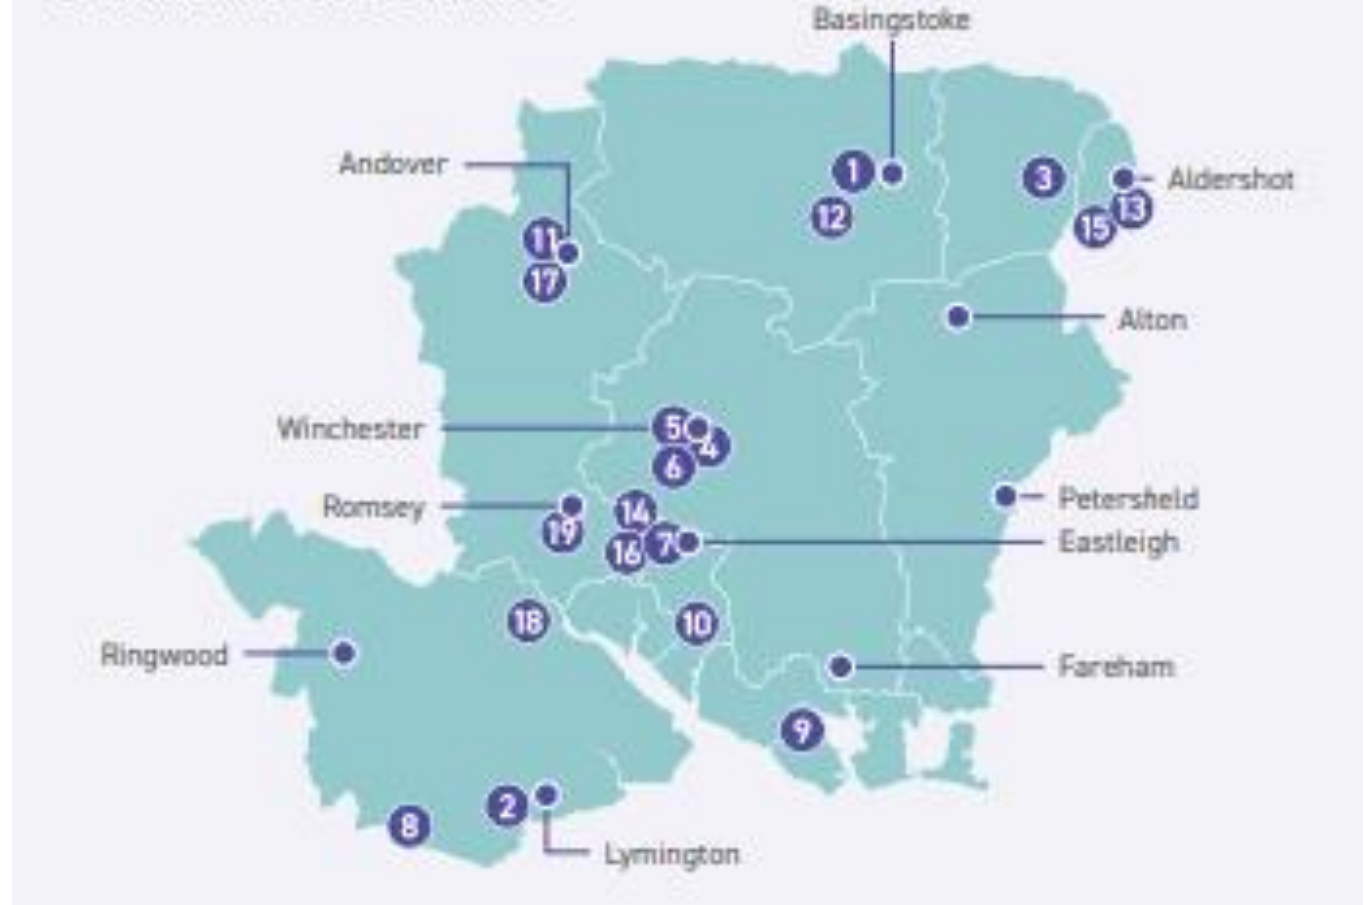 Basingstoke
Andover
1
3
Aldershot
12
13
15
11
17
Alton
Winchester
5
4
6
Petersfield
Romsey
14
19
7
16
Eastleigh
18
10
Ringwood
Fareham
9
2
8
Lymington